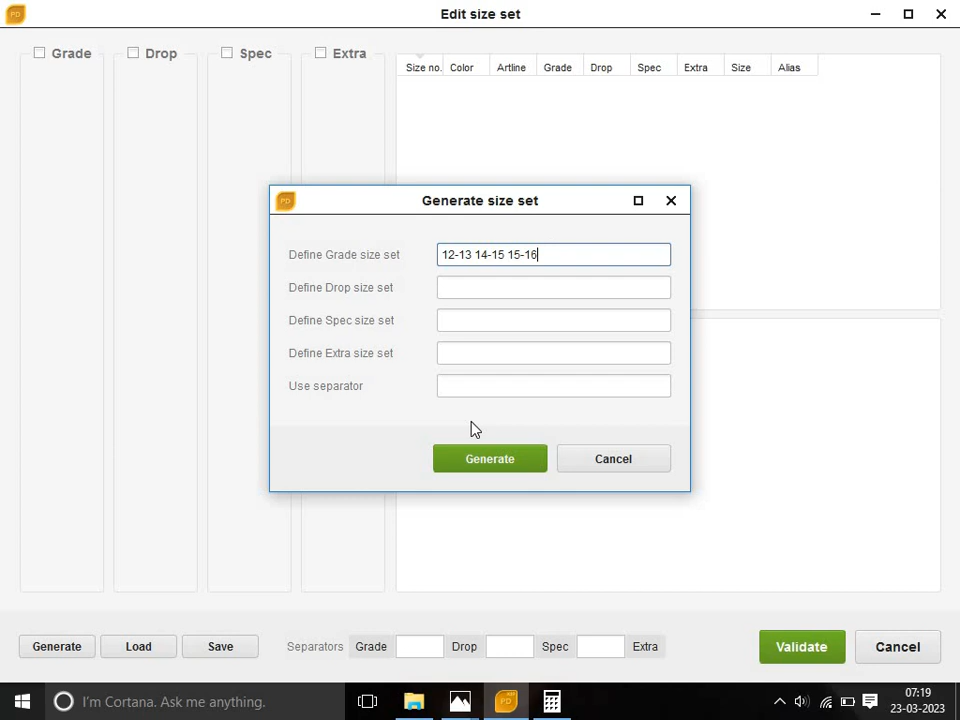 PD
Edit size set
Grade
Drop
Spec
Extra
Size no. Color Artline Grade Drop Spec Extra Size Alias
PD
Generate size set
Define Grade size set
12-13 14-15 15-16
Define Drop size set
Define Spec size set
Define Extra size set
Use separator
Generate
Cancel
Generate
Load
Save
Separators
Grade
Drop
Spec
Extra
Validate
Cancel
I'm Cortana. Ask me anything.
PD
07:19
23-03-2023